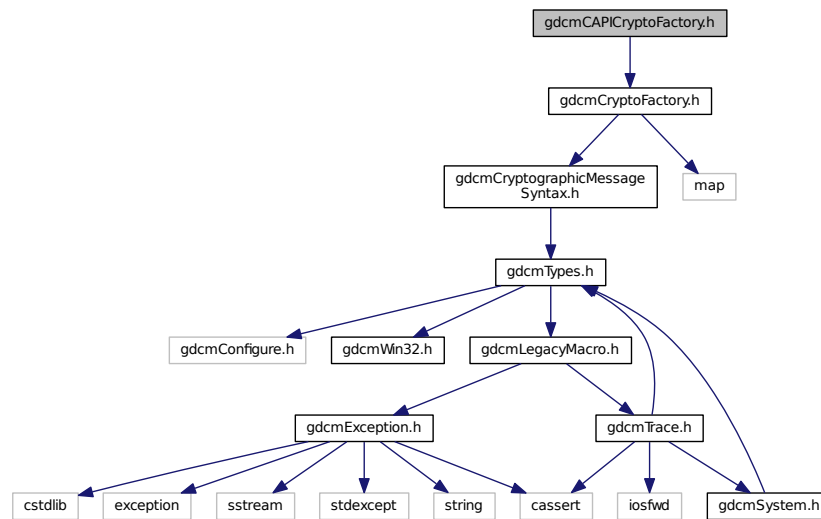 gdcmCAPICryptoFactory.h
gdcmCryptoFactory.h
gdcmCryptographicMessage
Syntax.h
map
gdcmTypes.h
gdcmConfigure.h
gdcmWin32.h
gdcmLegacyMacro.h
gdcmException.h
gdcmTrace.h
cstdlib
exception
sstream
stdexcept
string
cassert
iosfwd
gdcmSystem.h